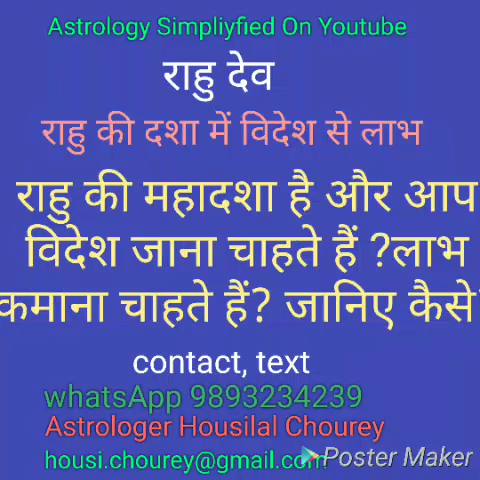 Astrology Simpliyfied On Youtube
राहु देव
राहु की दशा में विदेश से लाभ
राहु की महादशा है और आप
विदेश जाना चाहते हैं ?लाभ
कमाना चाहते हैं? जानिए कैसे?
contact, text
whatsApp 9893234239
Astrologer Housilal Chourey
housi.chourey@gmail.com
Poster Maker